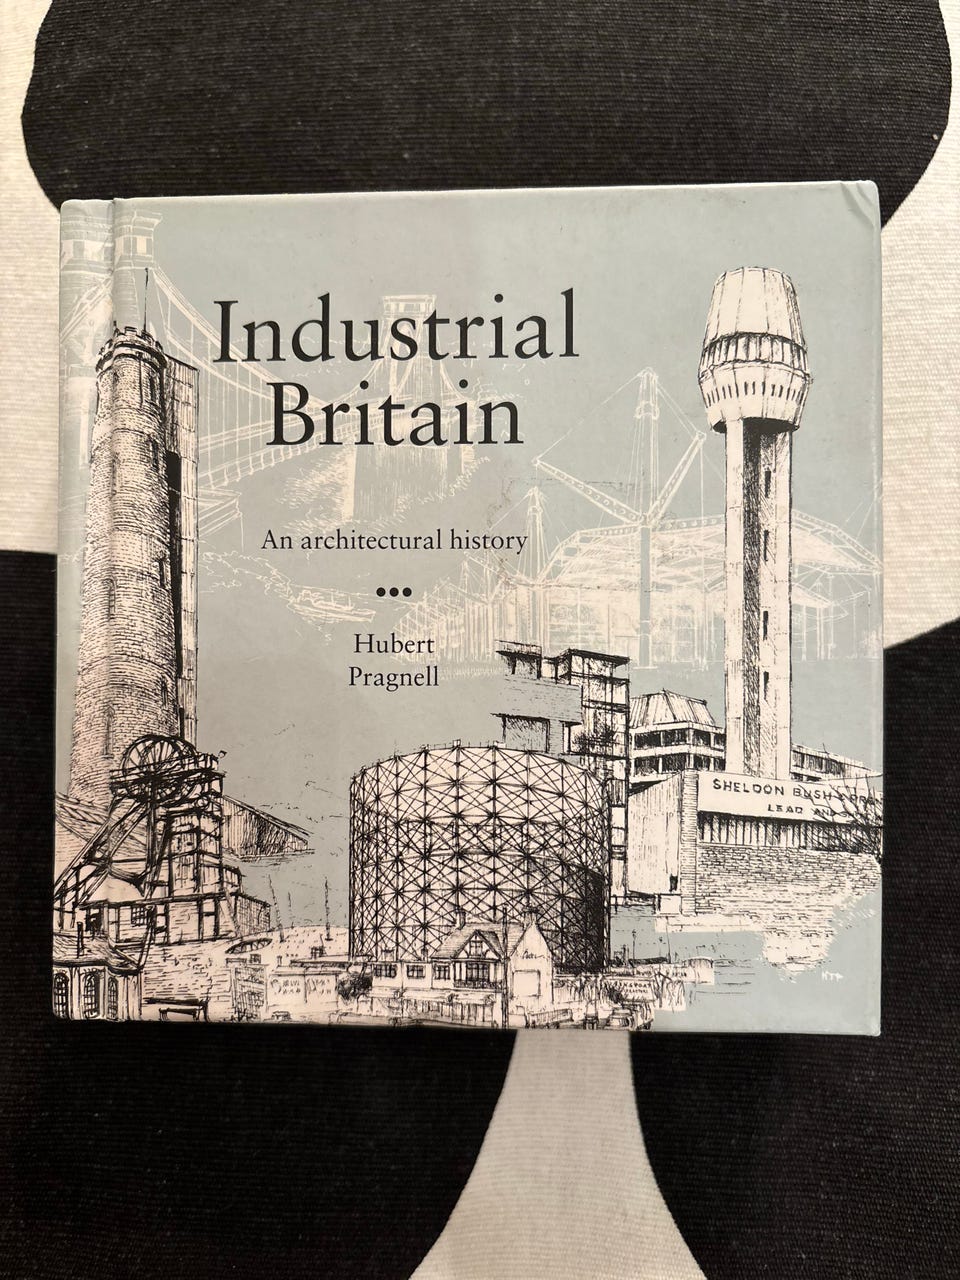 Industrial
Britain
An architectural history
Hubert
Pragnell
SHELDON BUSH
LEAD